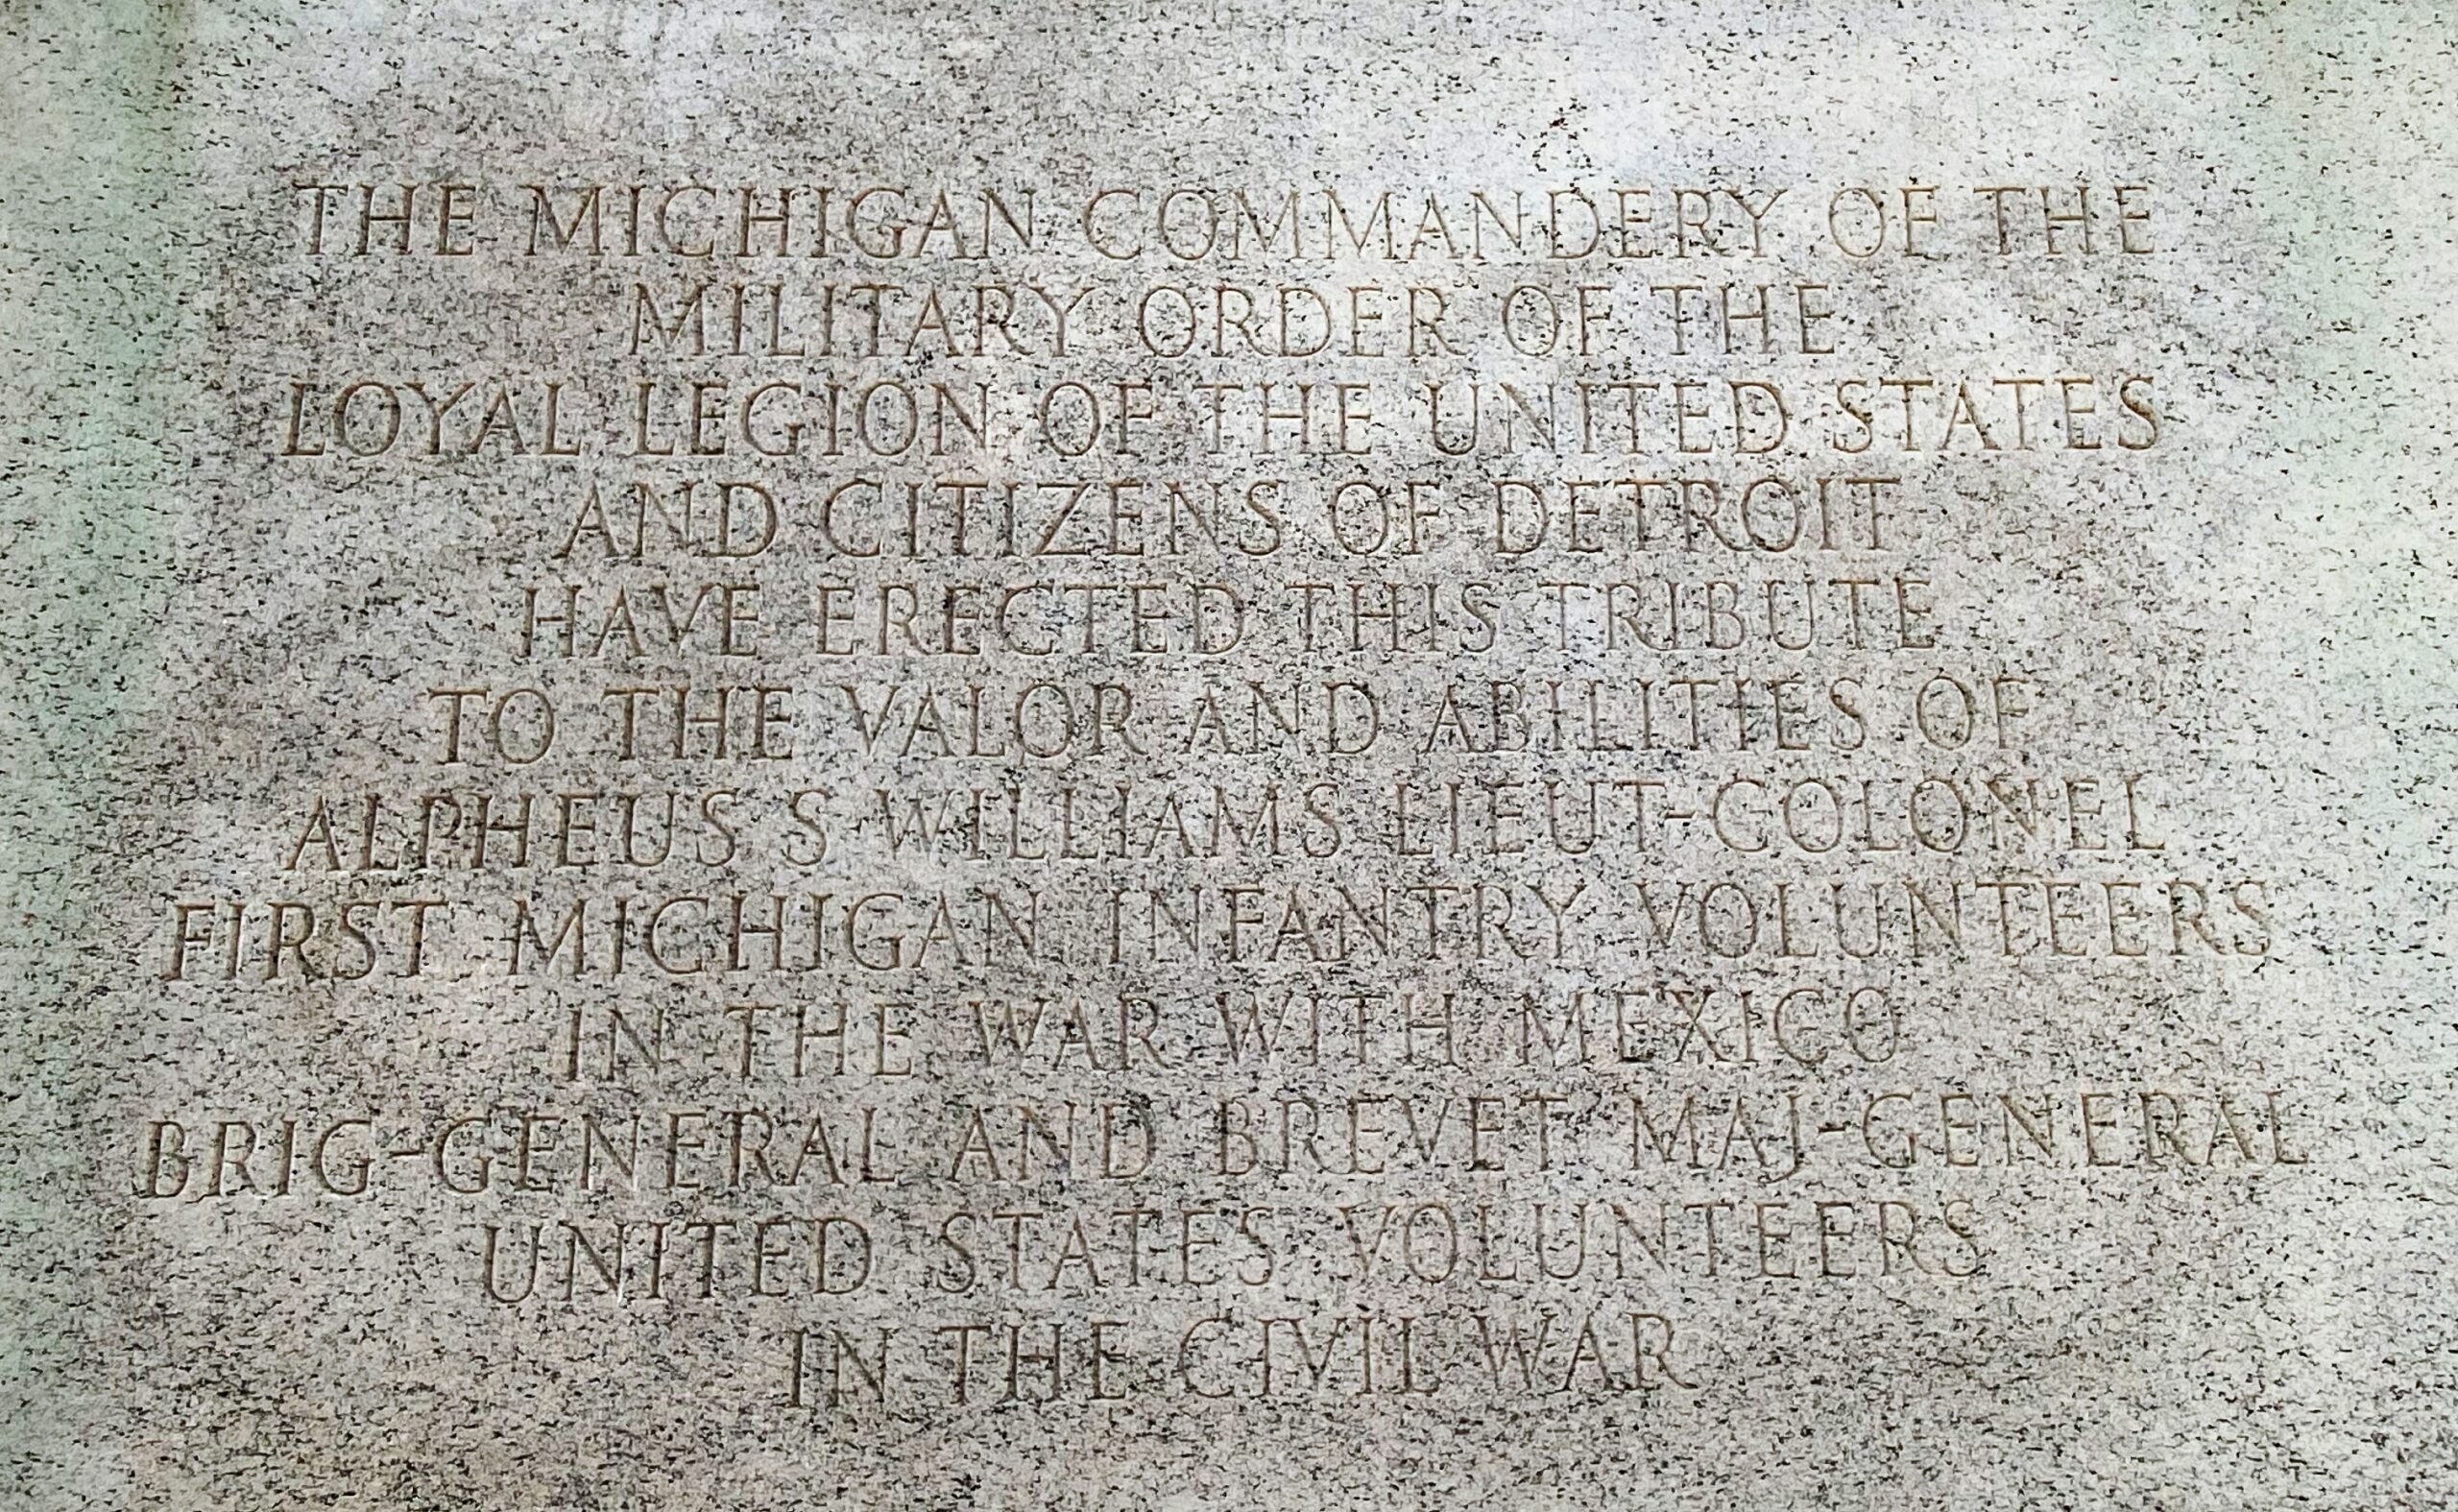 THE MICHIGAN COMMANDERY OF THE
MILITARY ORDER OF THE
LOYAL LEGION OF THE UNITED STATES
AND CITIZENS OF DETROIT
HAVE ERECTED THIS TRIBUTE
TO THE VALOR AND ABILITIES OF
ALPHEUS S WILLIAMS LIEUT-COLONEL
FIRST MICHIGAN INFANTRY VOLUNTEERS
IN THE WAR WITH MEXICO
BRIG-GENERAL AND BREVET MAJ-GENERAL
UNITED STATES VOLUNTEERS
IN THE CIVIL WAR